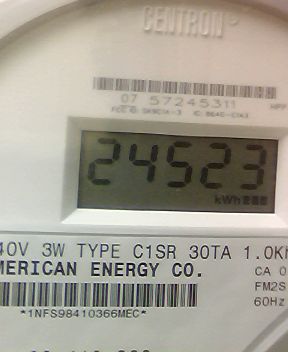 CENTRON
07 57245311
24523
kWh
40V 3W TYPE C1SR 30TA 1.0Kh
MERICAN ENERGY CO.
CA 0
FM2S
60Hz
*1NFS98410366MEC*